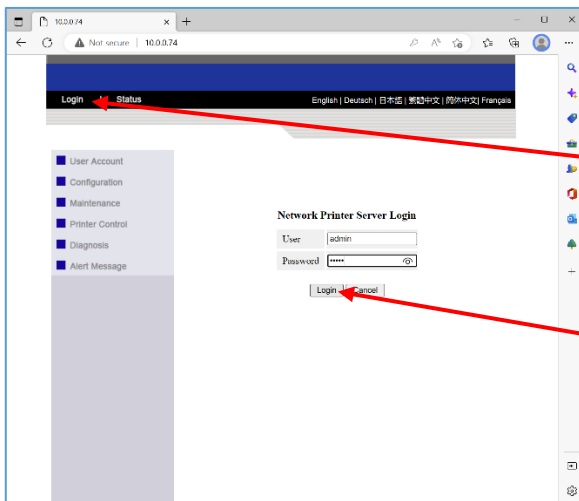 10.0.0.74
Not secure | 10.0.0.74
Login | Status
English | Deutsch | 日本語 | 繁體中文 | 简体中文 | Français
User Account
Configuration
Maintenance
Printer Control
Diagnosis
Alert Message
Network Printer Server Login
User admin
Password •••••
Login Cancel